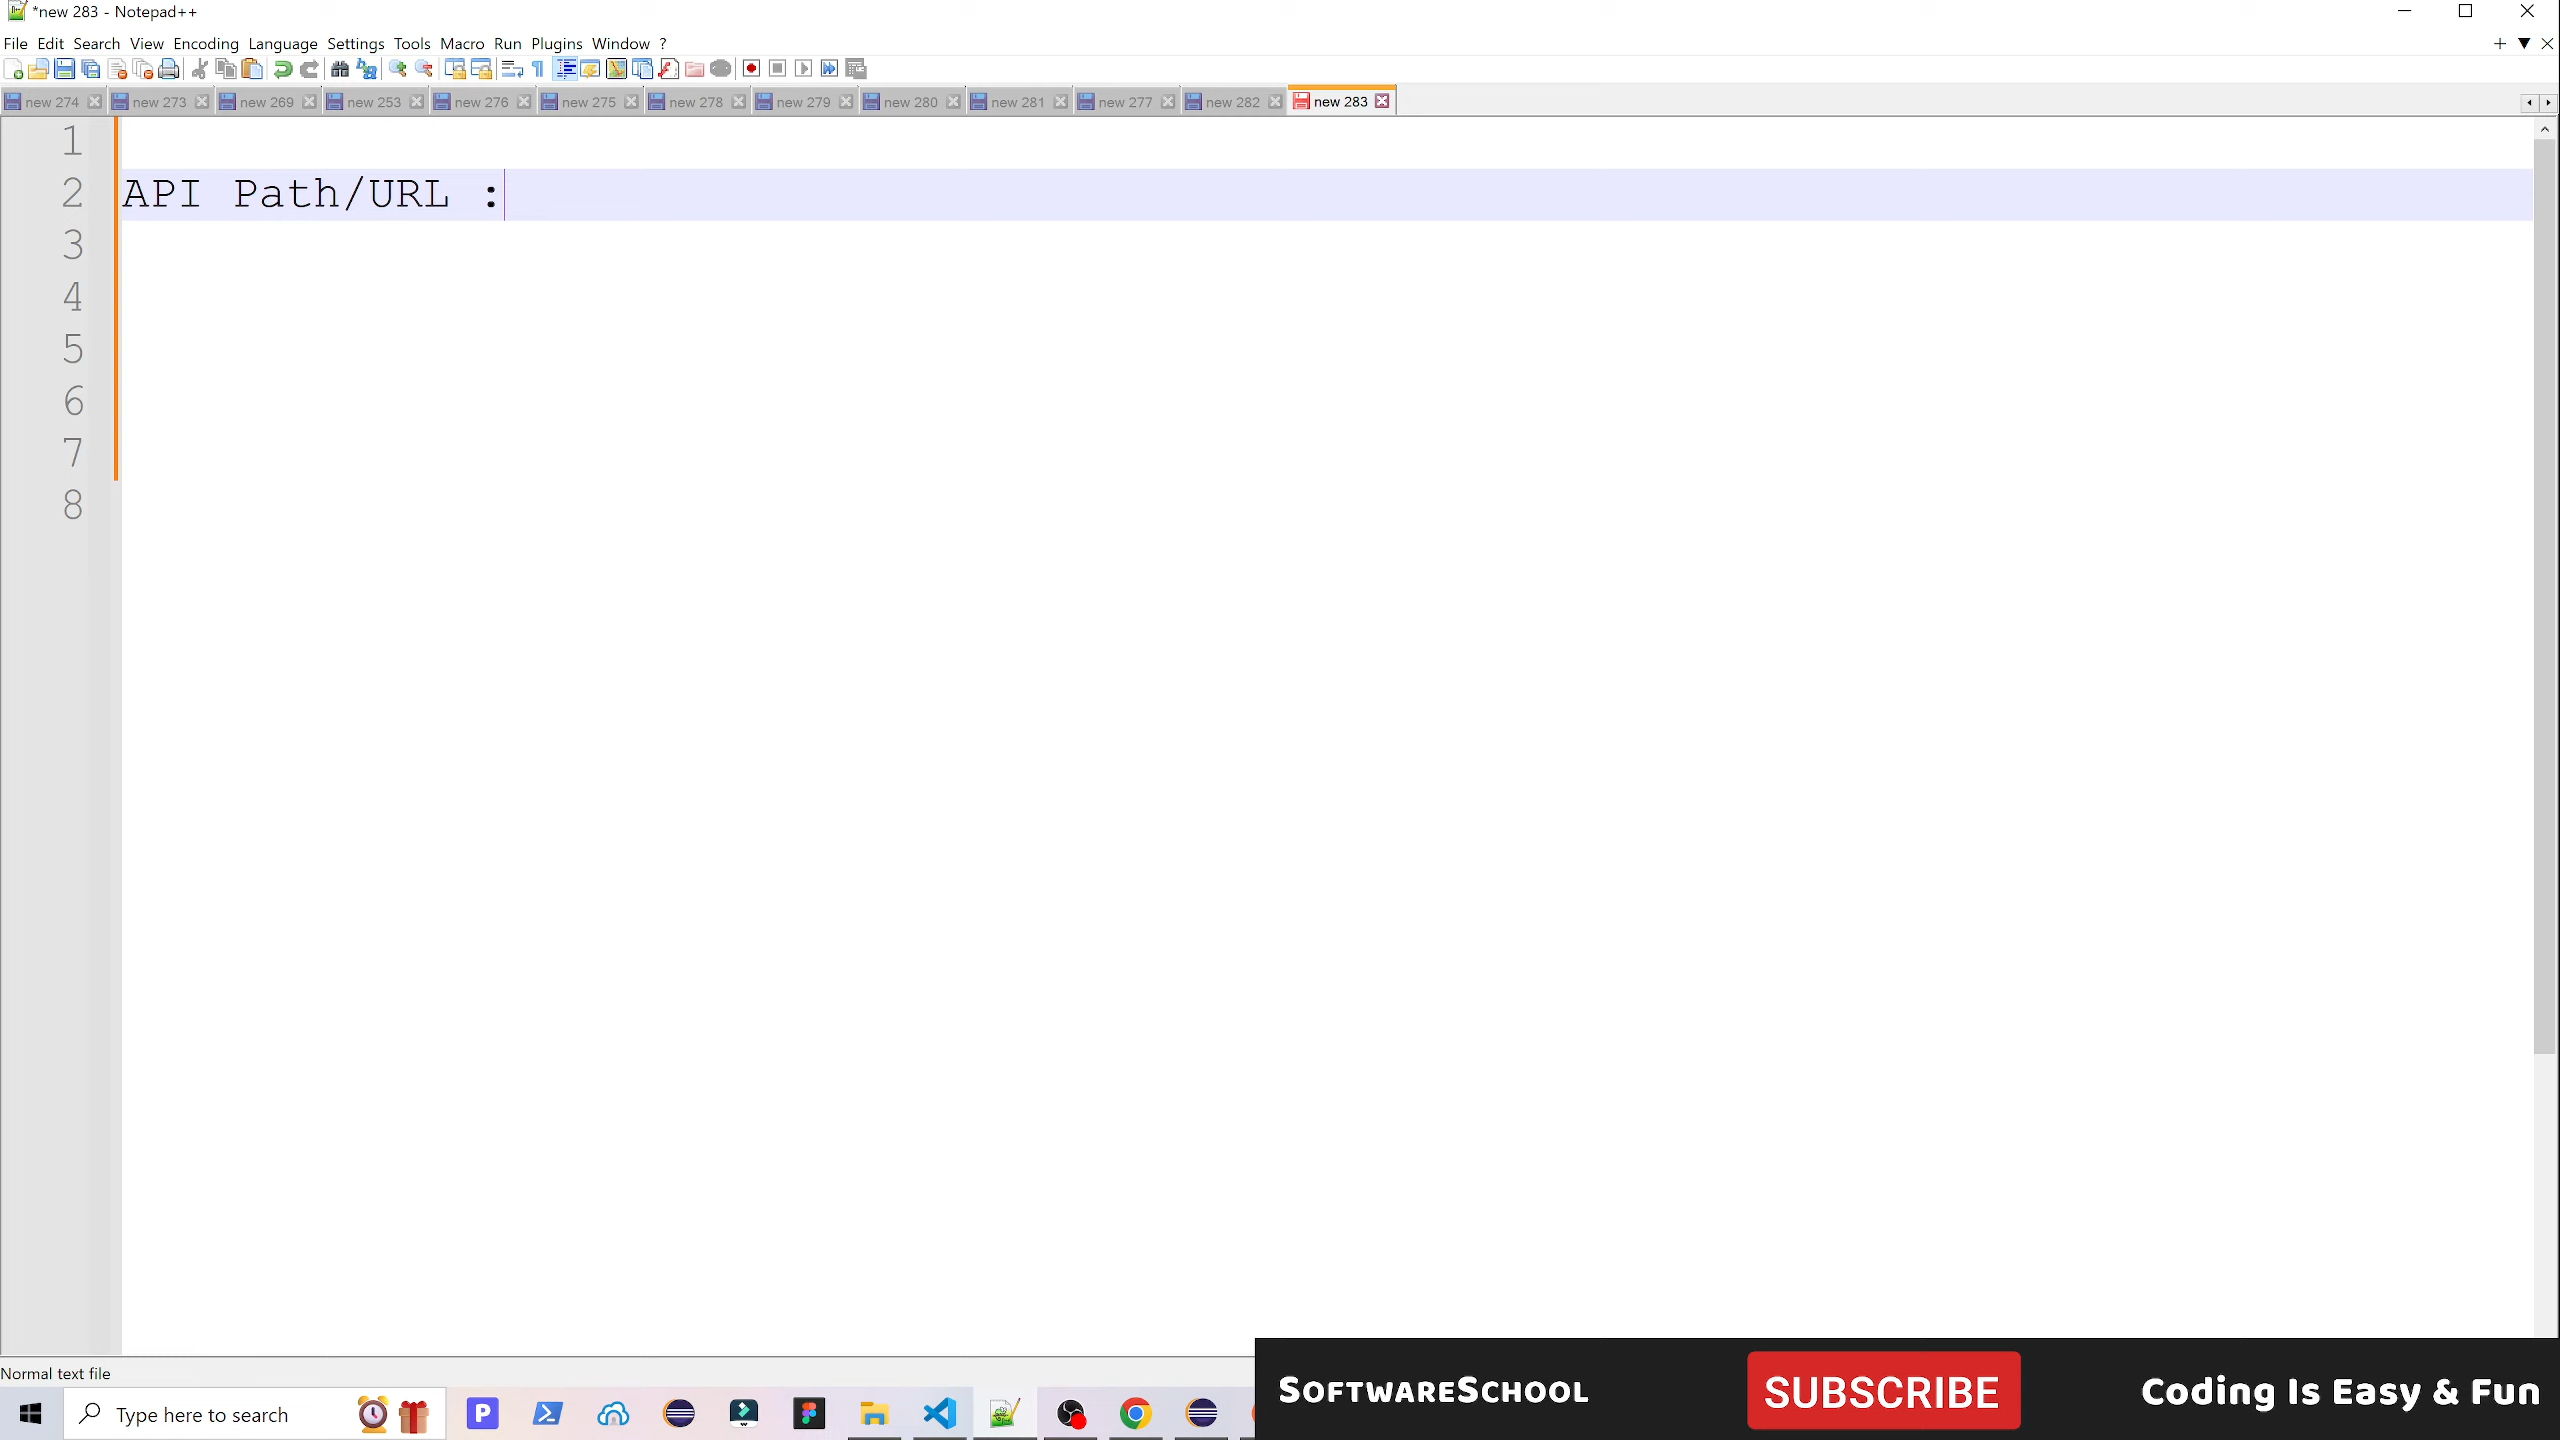 *new 283 - Notepad++
File Edit Search View Encoding Language Settings Tools Macro Run Plugins Window ?
new 274 new 273 new 269 new 253 new 276 new 275 new 278 new 279 new 280 new 281 new 277 new 282 new 283
1
2 API Path/URL :
3
4
5
6
7
8
Normal text file
Type here to search
SOFTWARESCHOOL
SUBSCRIBE
Coding Is Easy & Fun